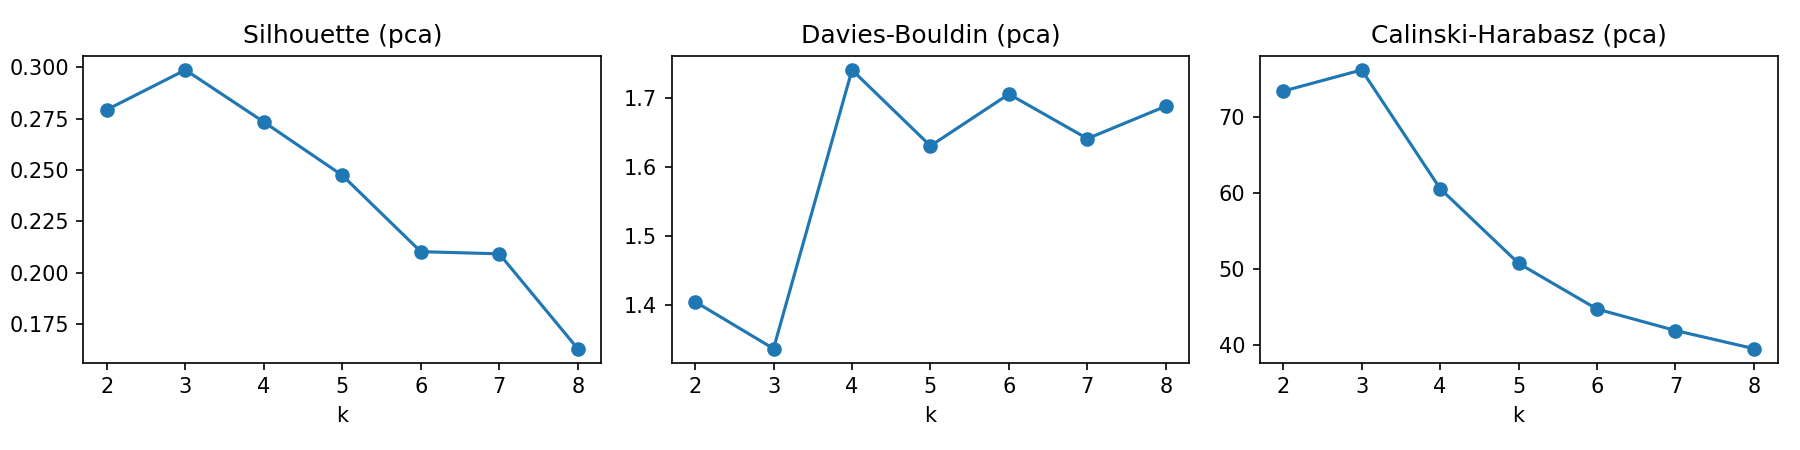 Silhouette (pca)
0.300
0.275
0.250
0.225
0.200
0.175
2 3 4 5 6 7 8
k
Davies-Bouldin (pca)
1.7
1.6
1.5
1.4
2 3 4 5 6 7 8
k
Calinski-Harabasz (pca)
70
60
50
40
2 3 4 5 6 7 8
k